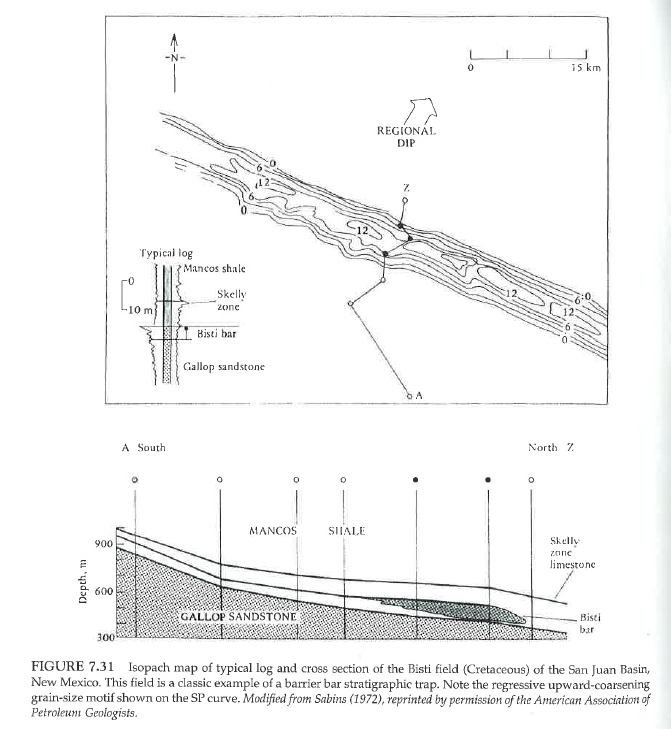 -N-
0 15 km
REGIONAL
DIP
Z
0
6
12
6
0
12
12
6 0
12
6
0
A
Typical log
Mancos shale
0
10 m
Skelly
zone
Bisti bar
Gallop sandstone
A South
North Z
MANCOS SHALE
900
600
300
Depth, m
Skelly
zone
limestone
GALLOP SANDSTONE
Bisti
bar
FIGURE 7.31 Isopach map of typical log and cross section of the Bisti field (Cretaceous) of the San Juan Basin,
New Mexico. This field is a classic example of a barrier bar stratigraphic trap. Note the regressive upward-coarsening
grain-size motif shown on the SP curve. Modified from Sabins (1972), reprinted by permission of the American Association of
Petroleum Geologists.